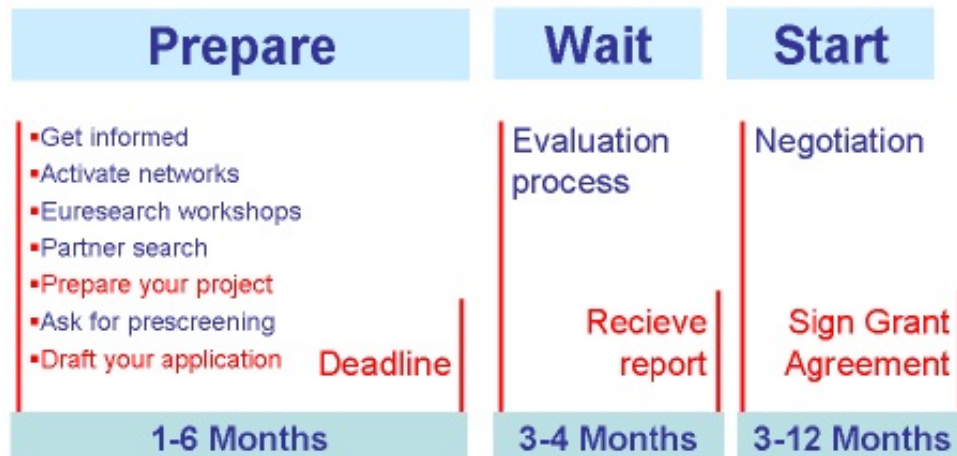 Prepare
▪Get informed
▪Activate networks
▪Euresearch workshops
▪Partner search
▪Prepare your project
▪Ask for prescreening
▪Draft your application
Deadline
1-6 Months
Wait
Evaluation
process
Recieve
report
3-4 Months
Start
Negotiation
Sign Grant
Agreement
3-12 Months